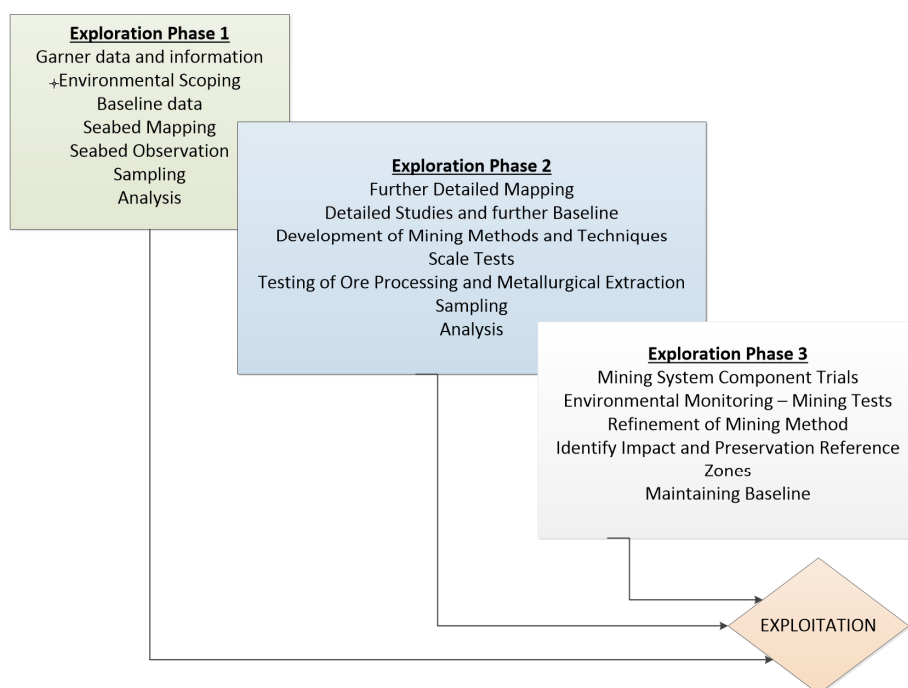 Exploration Phase 1
Garner data and information
Environmental Scoping
Baseline data
Seabed Mapping
Seabed Observation
Sampling
Analysis
Exploration Phase 2
Further Detailed Mapping
Detailed Studies and further Baseline
Development of Mining Methods and Techniques
Scale Tests
Testing of Ore Processing and Metallurgical Extraction
Sampling
Analysis
Exploration Phase 3
Mining System Component Trials
Environmental Monitoring – Mining Tests
Refinement of Mining Method
Identify Impact and Preservation Reference
Zones
Maintaining Baseline
EXPLOITATION